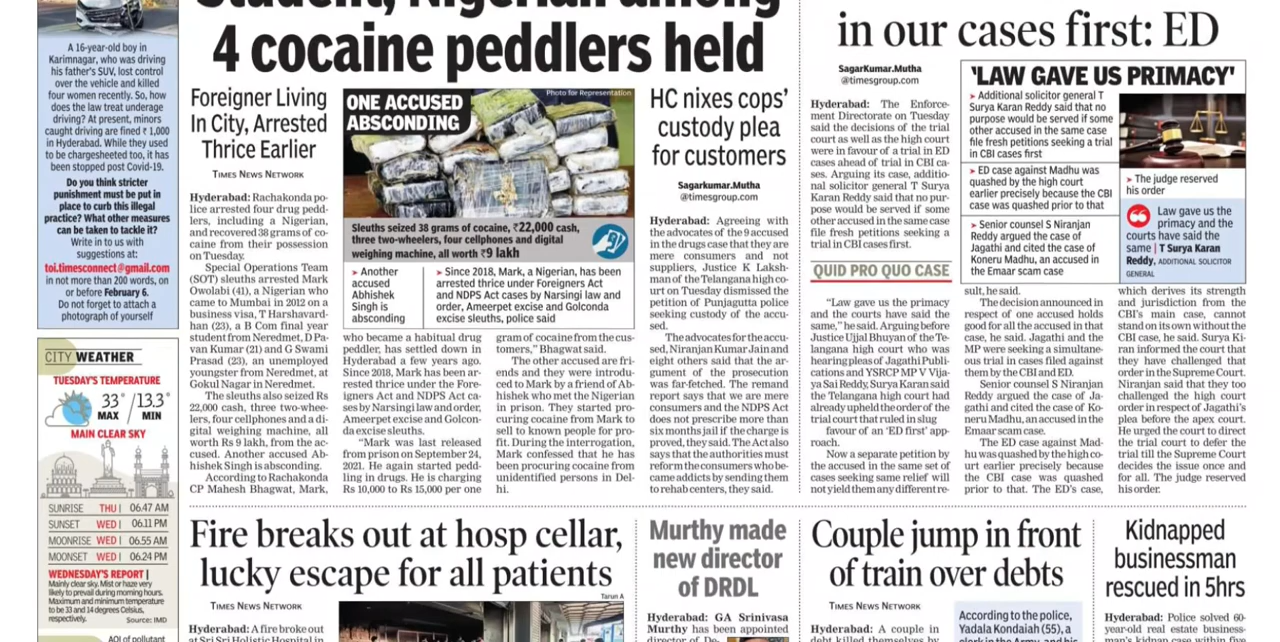 A 16-year-old boy in
Karimnagar, who was driving
his father's SUV, lost control
over the vehicle and killed
four women recently. So, how
does the law treat underage
driving? At present, minors
caught driving are fined ₹ 1,000
in Hyderabad. While they used
to be chargesheeted too, it has
been stopped post Covid-19.
Do you think stricter
punishment must be put in
place to curb this illegal
practice? What other measures
can be taken to tackle it?
Write in to us with
suggestions at:
toi.timesconnect@gmail.com
in not more than 200 words, on
or before February 6.
Do not forget to attach a
photograph of yourself
CITY WEATHER
TUESDAY'S TEMPERATURE
33° MAX / 13.3° MIN
MAIN CLEAR SKY
SUNRISE THU | 06.47 AM
SUNSET WED | 06.11 PM
MOONRISE WED | 06.55 AM
MOONSET WED | 06.24 PM
WEDNESDAY'S REPORT |
Mainly clear sky. Mist or haze very
likely to prevail during morning hours.
Maximum and minimum temperature
to be 33 and 14 degrees Celsius,
respectively. Source: IMD
AQI of pollutant
Student, Nigerian among
4 cocaine peddlers held
Foreigner Living
In City, Arrested
Thrice Earlier
TIMES NEWS NETWORK
Hyderabad: Rachakonda po-
lice arrested four drug pedd-
lers, including a Nigerian,
and recovered 38 grams of co-
caine from their possession
on Tuesday.
Special Operations Team
(SOT) sleuths arrested Mark
Owolabi (41), a Nigerian who
came to Mumbai in 2012 on a
business visa, T Harshavard-
han (23), a B Com final year
student from Neredmet, D Pa-
van Kumar (21) and G Swami
Prasad (23), an unemployed
youngster from Neredmet, at
Gokul Nagar in Neredmet.
The sleuths also seized Rs
22,000 cash, three two-whee-
lers, four cellphones and a di-
gital weighing machine, all
worth Rs 9 lakh, from the ac-
cused. Another accused Ab-
hishek Singh is absconding.
According to Rachakonda
CP Mahesh Bhagwat, Mark,
ONE ACCUSED
ABSCONDING
Photo for Representation
Sleuths seized 38 grams of cocaine, ₹22,000 cash,
three two-wheelers, four cellphones and digital
weighing machine, all worth ₹9 lakh
➤ Another
accused
Abhishek
Singh is
absconding
➤ Since 2018, Mark, a Nigerian, has been
arrested thrice under Foreigners Act
and NDPS Act cases by Narsingi law and
order, Ameerpet excise and Golconda
excise sleuths, police said
who became a habitual drug
peddler, has settled down in
Hyderabad a few years ago.
Since 2018, Mark has been ar-
rested thrice under the Fore-
igners Act and NDPS Act ca-
ses by Narsingi law and order,
Ameerpet excise and Golcon-
da excise sleuths.
“Mark was last released
from prison on September 24,
2021. He again started pedd-
ling in drugs. He is charging
Rs 10,000 to Rs 15,000 per one
gram of cocaine from the cus-
tomers,” Bhagwat said.
The other accused are fri-
ends and they were introdu-
ced to Mark by a friend of Ab-
hishek who met the Nigerian
in prison. They started pro-
curing cocaine from Mark to
sell to known people for pro-
fit. During the interrogation,
Mark confessed that he has
been procuring cocaine from
unidentified persons in Del-
hi.
HC nixes cops'
custody plea
for customers
Sagarkumar.Mutha
@timesgroup.com
Hyderabad: Agreeing with
the advocates of the 9 accused
in the drugs case that they are
mere consumers and not
suppliers, Justice K Laksh-
man of the Telangana high co-
urt on Tuesday dismissed the
petition of Punjagutta police
seeking custody of the accu-
sed.
The advocates for the accu-
sed, Niranjan Kumar Jain and
eight others said that the ar-
gument of the prosecution
was far-fetched. The remand
report says that we are mere
consumers and the NDPS Act
does not prescribe more than
six months jail if the charge is
proved, they said. The Act also
says that the authorities must
reform the consumers who be-
came addicts by sending them
to rehab centers, they said.
in our cases first: ED
SagarKumar.Mutha
@timesgroup.com
Hyderabad: The Enforce-
ment Directorate on Tuesday
said the decisions of the trial
court as well as the high court
were in favour of a trial in ED
cases ahead of trial in CBI ca-
ses. Arguing its case, additio-
nal solicitor general T Surya
Karan Reddy said that no pur-
pose would be served if some
other accused in the same case
file fresh petitions seeking a
trial in CBI cases first.
QUID PRO QUO CASE
“Law gave us the primacy
and the courts have said the
same,” he said. Arguing before
Justice Ujjal Bhuyan of the Te-
langana high court who was
hearing pleas of Jagathi Publi-
cations and YSRCP MP V Vija-
ya Sai Reddy, Surya Karan said
the Telangana high court had
already upheld the order of the
trial court that ruled in slug
favour of an ‘ED first’ app-
roach.
Now a separate petition by
the accused in the same set of
cases seeking same relief will
not yield them any different re-
'LAW GAVE US PRIMACY'
➤ Additional solicitor general T
Surya Karan Reddy said that no
purpose would be served if some
other accused in the same case
file fresh petitions seeking a trial
in CBI cases first
➤ ED case against Madhu was
quashed by the high court
earlier precisely because the CBI
case was quashed prior to that
➤ Senior counsel S Niranjan
Reddy argued the case of
Jagathi and cited the case of
Koneru Madhu, an accused in
the Emaar scam case
➤ The judge reserved
his order
Law gave us the
primacy and the
courts have said the
same | T Surya Karan
Reddy, ADDITIONAL SOLICITOR
GENERAL
sult, he said.
The decision announced in
respect of one accused holds
good for all the accused in that
case, he said. Jagathi and the
MP were seeking a simultane-
ous trial in cases filed against
them by the CBI and ED.
Senior counsel S Niranjan
Reddy argued the case of Ja-
gathi and cited the case of Ko-
neru Madhu, an accused in the
Emaar scam case.
The ED case against Mad-
hu was quashed by the high co-
urt earlier precisely because
the CBI case was quashed
prior to that. The ED's case,
which derives its strength
and jurisdiction from the
CBI's main case, cannot
stand on its own without the
CBI case, he said. Surya Ki-
ran informed the court that
they have challenged that
order in the Supreme Court.
Niranjan said that they too
challenged the high court
order in respect of Jagathi's
plea before the apex court.
He urged the court to direct
the trial court to defer the
trial till the Supreme Court
decides the issue once and
for all. The judge reserved
his order.
Fire breaks out at hosp cellar,
lucky escape for all patients
TIMES NEWS NETWORK
Tarun A
Hyderabad: A fire broke out
at Sri Sri Holistic Hospital in
Murthy made
new director
of DRDL
Hyderabad: GA Srinivasa
Murthy has been appointed
director of De-
Couple jump in front
of train over debts
TIMES NEWS NETWORK
Hyderabad: A couple in
debt killed themselves by
According to the police,
Yadala Kondaiah (55), a
clerk in the Army, and his
Kidnapped
businessman
rescued in 5hrs
Hyderabad: Police solved 60-
year-old real estate business-
man's kidnap case within five